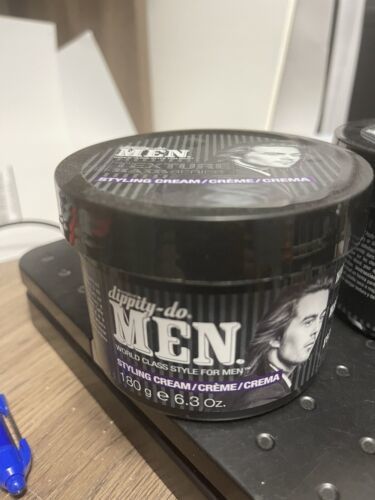 MEN.
TEXTURE
STYLING CREAM/CRÈME/CREMA
dippity-do.
MEN.
WORLD CLASS STYLE FOR MEN™
STYLING CREAM/CRÈME/CREMA
180 g e 6.3 Oz.